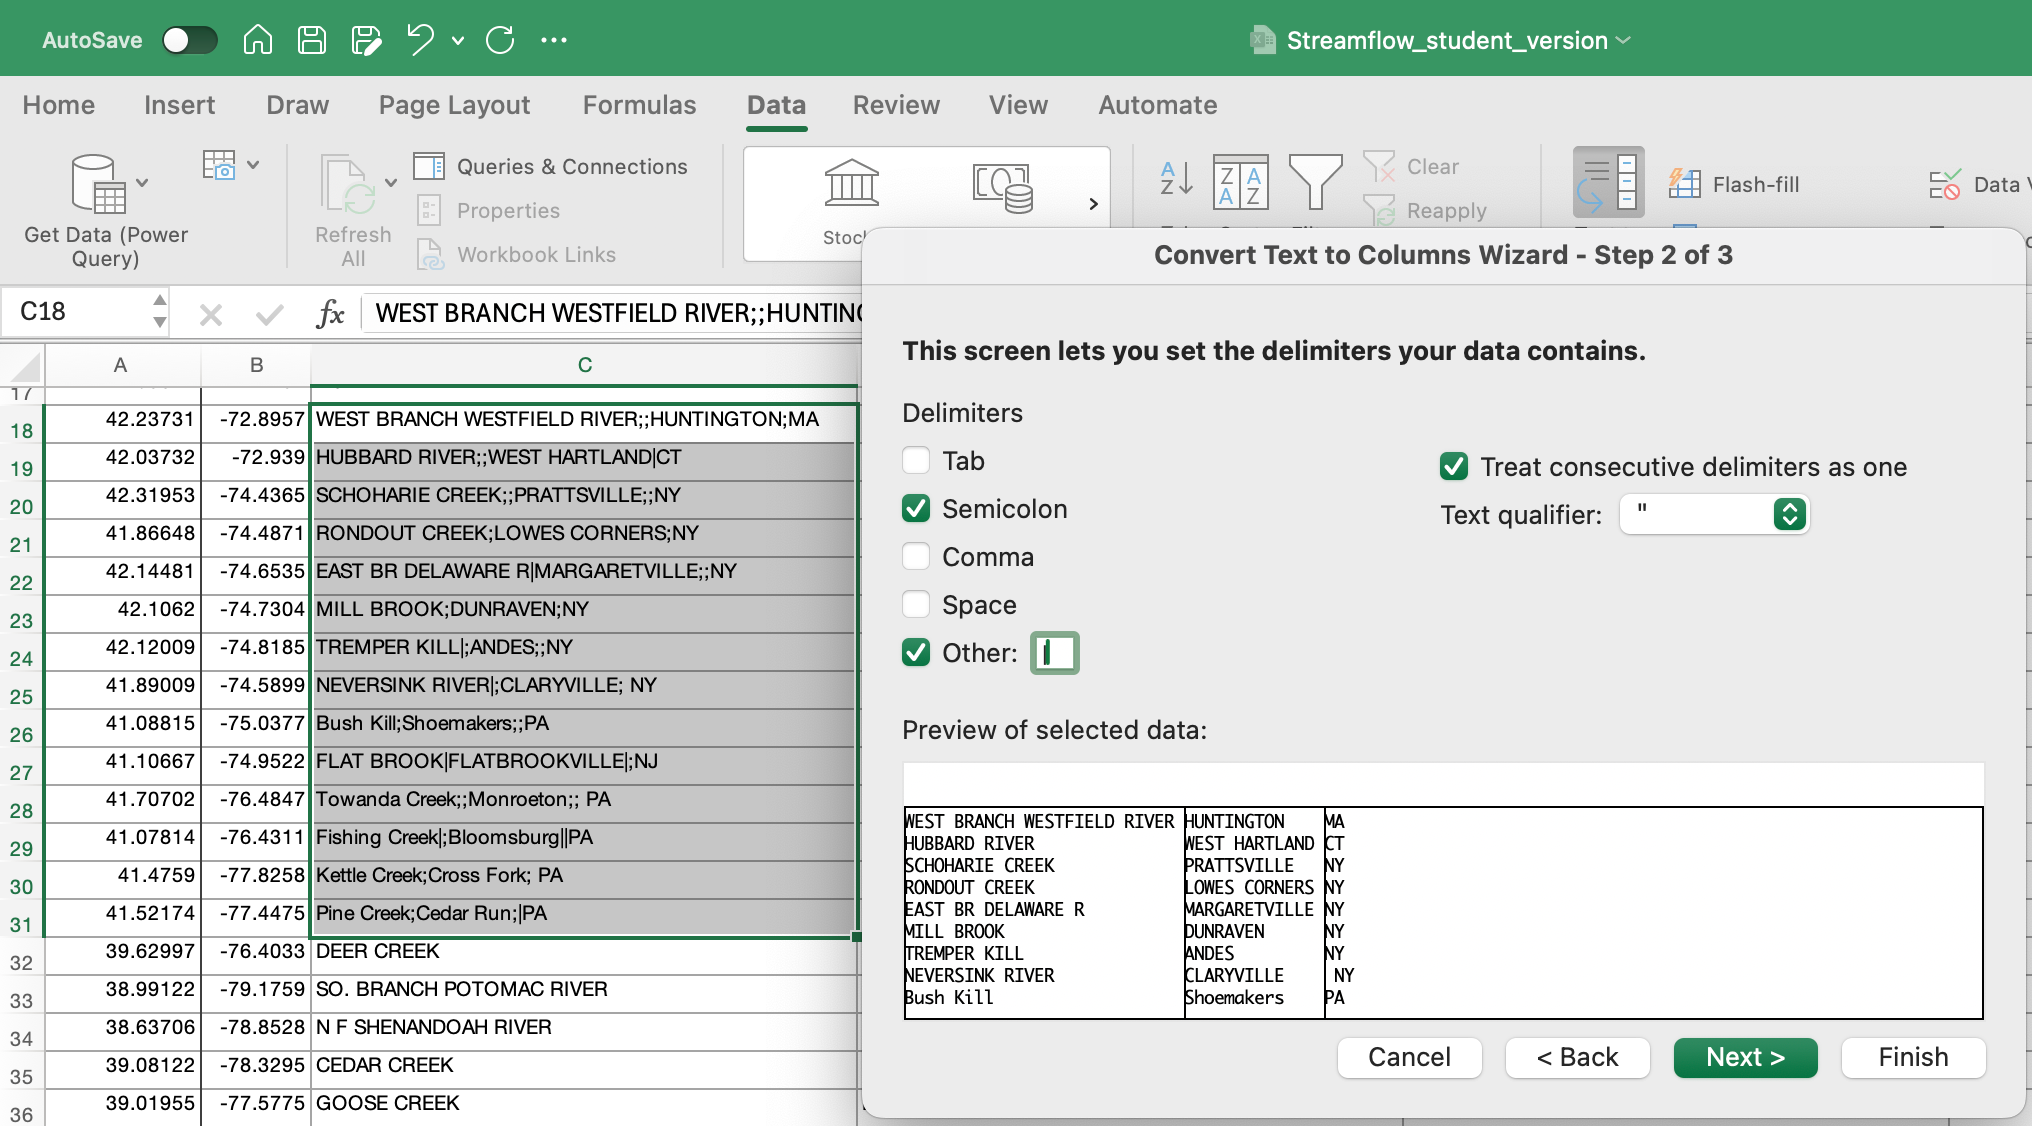 AutoSave
Streamflow_student_version
Home Insert Draw Page Layout Formulas Data Review View Automate
Get Data (Power Query)
Refresh All
Queries & Connections
Properties
Workbook Links
Clear
Reapply
Flash-fill
Data
C18
fx WEST BRANCH WESTFIELD RIVER;;HUNTING
A B C
17
18 42.23731 -72.8957 WEST BRANCH WESTFIELD RIVER;;HUNTINGTON;MA
19 42.03732 -72.939 HUBBARD RIVER;;WEST HARTLAND|CT
20 42.31953 -74.4365 SCHOHARIE CREEK;;PRATTSVILLE;;NY
21 41.86648 -74.4871 RONDOUT CREEK;LOWES CORNERS;NY
22 42.14481 -74.6535 EAST BR DELAWARE R|MARGARETVILLE;;NY
23 42.1062 -74.7304 MILL BROOK;DUNRAVEN;NY
24 42.12009 -74.8185 TREMPER KILL|;ANDES;;NY
25 41.89009 -74.5899 NEVERSINK RIVER|;CLARYVILLE; NY
26 41.08815 -75.0377 Bush Kill;Shoemakers;;PA
27 41.10667 -74.9522 FLAT BROOK|FLATBROOKVILLE|;NJ
28 41.70702 -76.4847 Towanda Creek;;Monroeton;; PA
29 41.07814 -76.4311 Fishing Creek|;Bloomsburg||PA
30 41.4759 -77.8258 Kettle Creek;Cross Fork; PA
31 41.52174 -77.4475 Pine Creek;Cedar Run;|PA
32 39.62997 -76.4033 DEER CREEK
33 38.99122 -79.1759 SO. BRANCH POTOMAC RIVER
34 38.63706 -78.8528 N F SHENANDOAH RIVER
35 39.08122 -78.3295 CEDAR CREEK
36 39.01955 -77.5775 GOOSE CREEK
Convert Text to Columns Wizard - Step 2 of 3
This screen lets you set the delimiters your data contains.
Delimiters
Tab
Semicolon
Comma
Space
Other: |
Treat consecutive delimiters as one
Text qualifier: "
Preview of selected data:
WEST BRANCH WESTFIELD RIVER HUNTINGTON MA
HUBBARD RIVER WEST HARTLAND CT
SCHOHARIE CREEK PRATTSVILLE NY
RONDOUT CREEK LOWES CORNERS NY
EAST BR DELAWARE R MARGARETVILLE NY
MILL BROOK DUNRAVEN NY
TREMPER KILL ANDES NY
NEVERSINK RIVER CLARYVILLE NY
Bush Kill Shoemakers PA
Cancel < Back Next > Finish